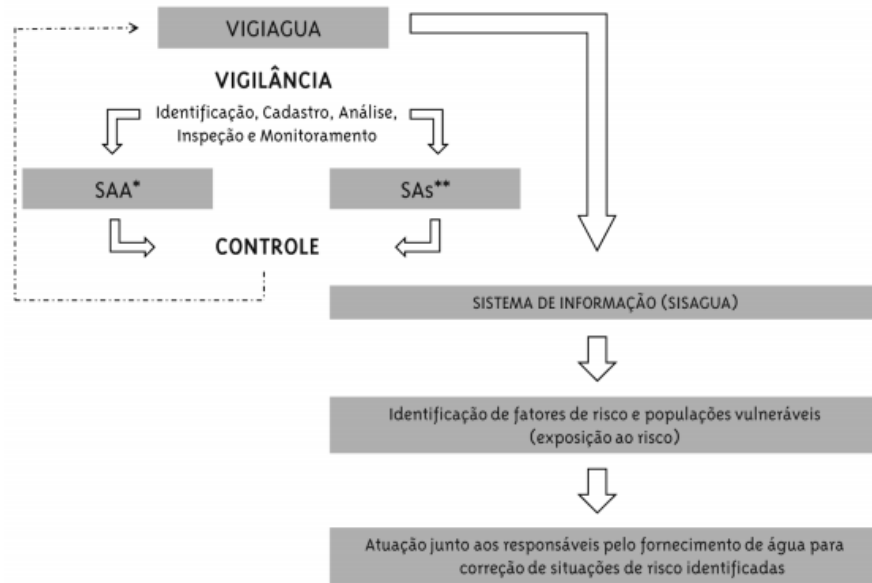 VIGIAGUA
VIGILÂNCIA
Identificação, Cadastro, Análise,
Inspeção e Monitoramento
SAA*
SAs**
CONTROLE
SISTEMA DE INFORMAÇÃO (SISAGUA)
Identificação de fatores de risco e populações vulneráveis
(exposição ao risco)
Atuação junto aos responsáveis pelo fornecimento de água para
correção de situações de risco identificadas